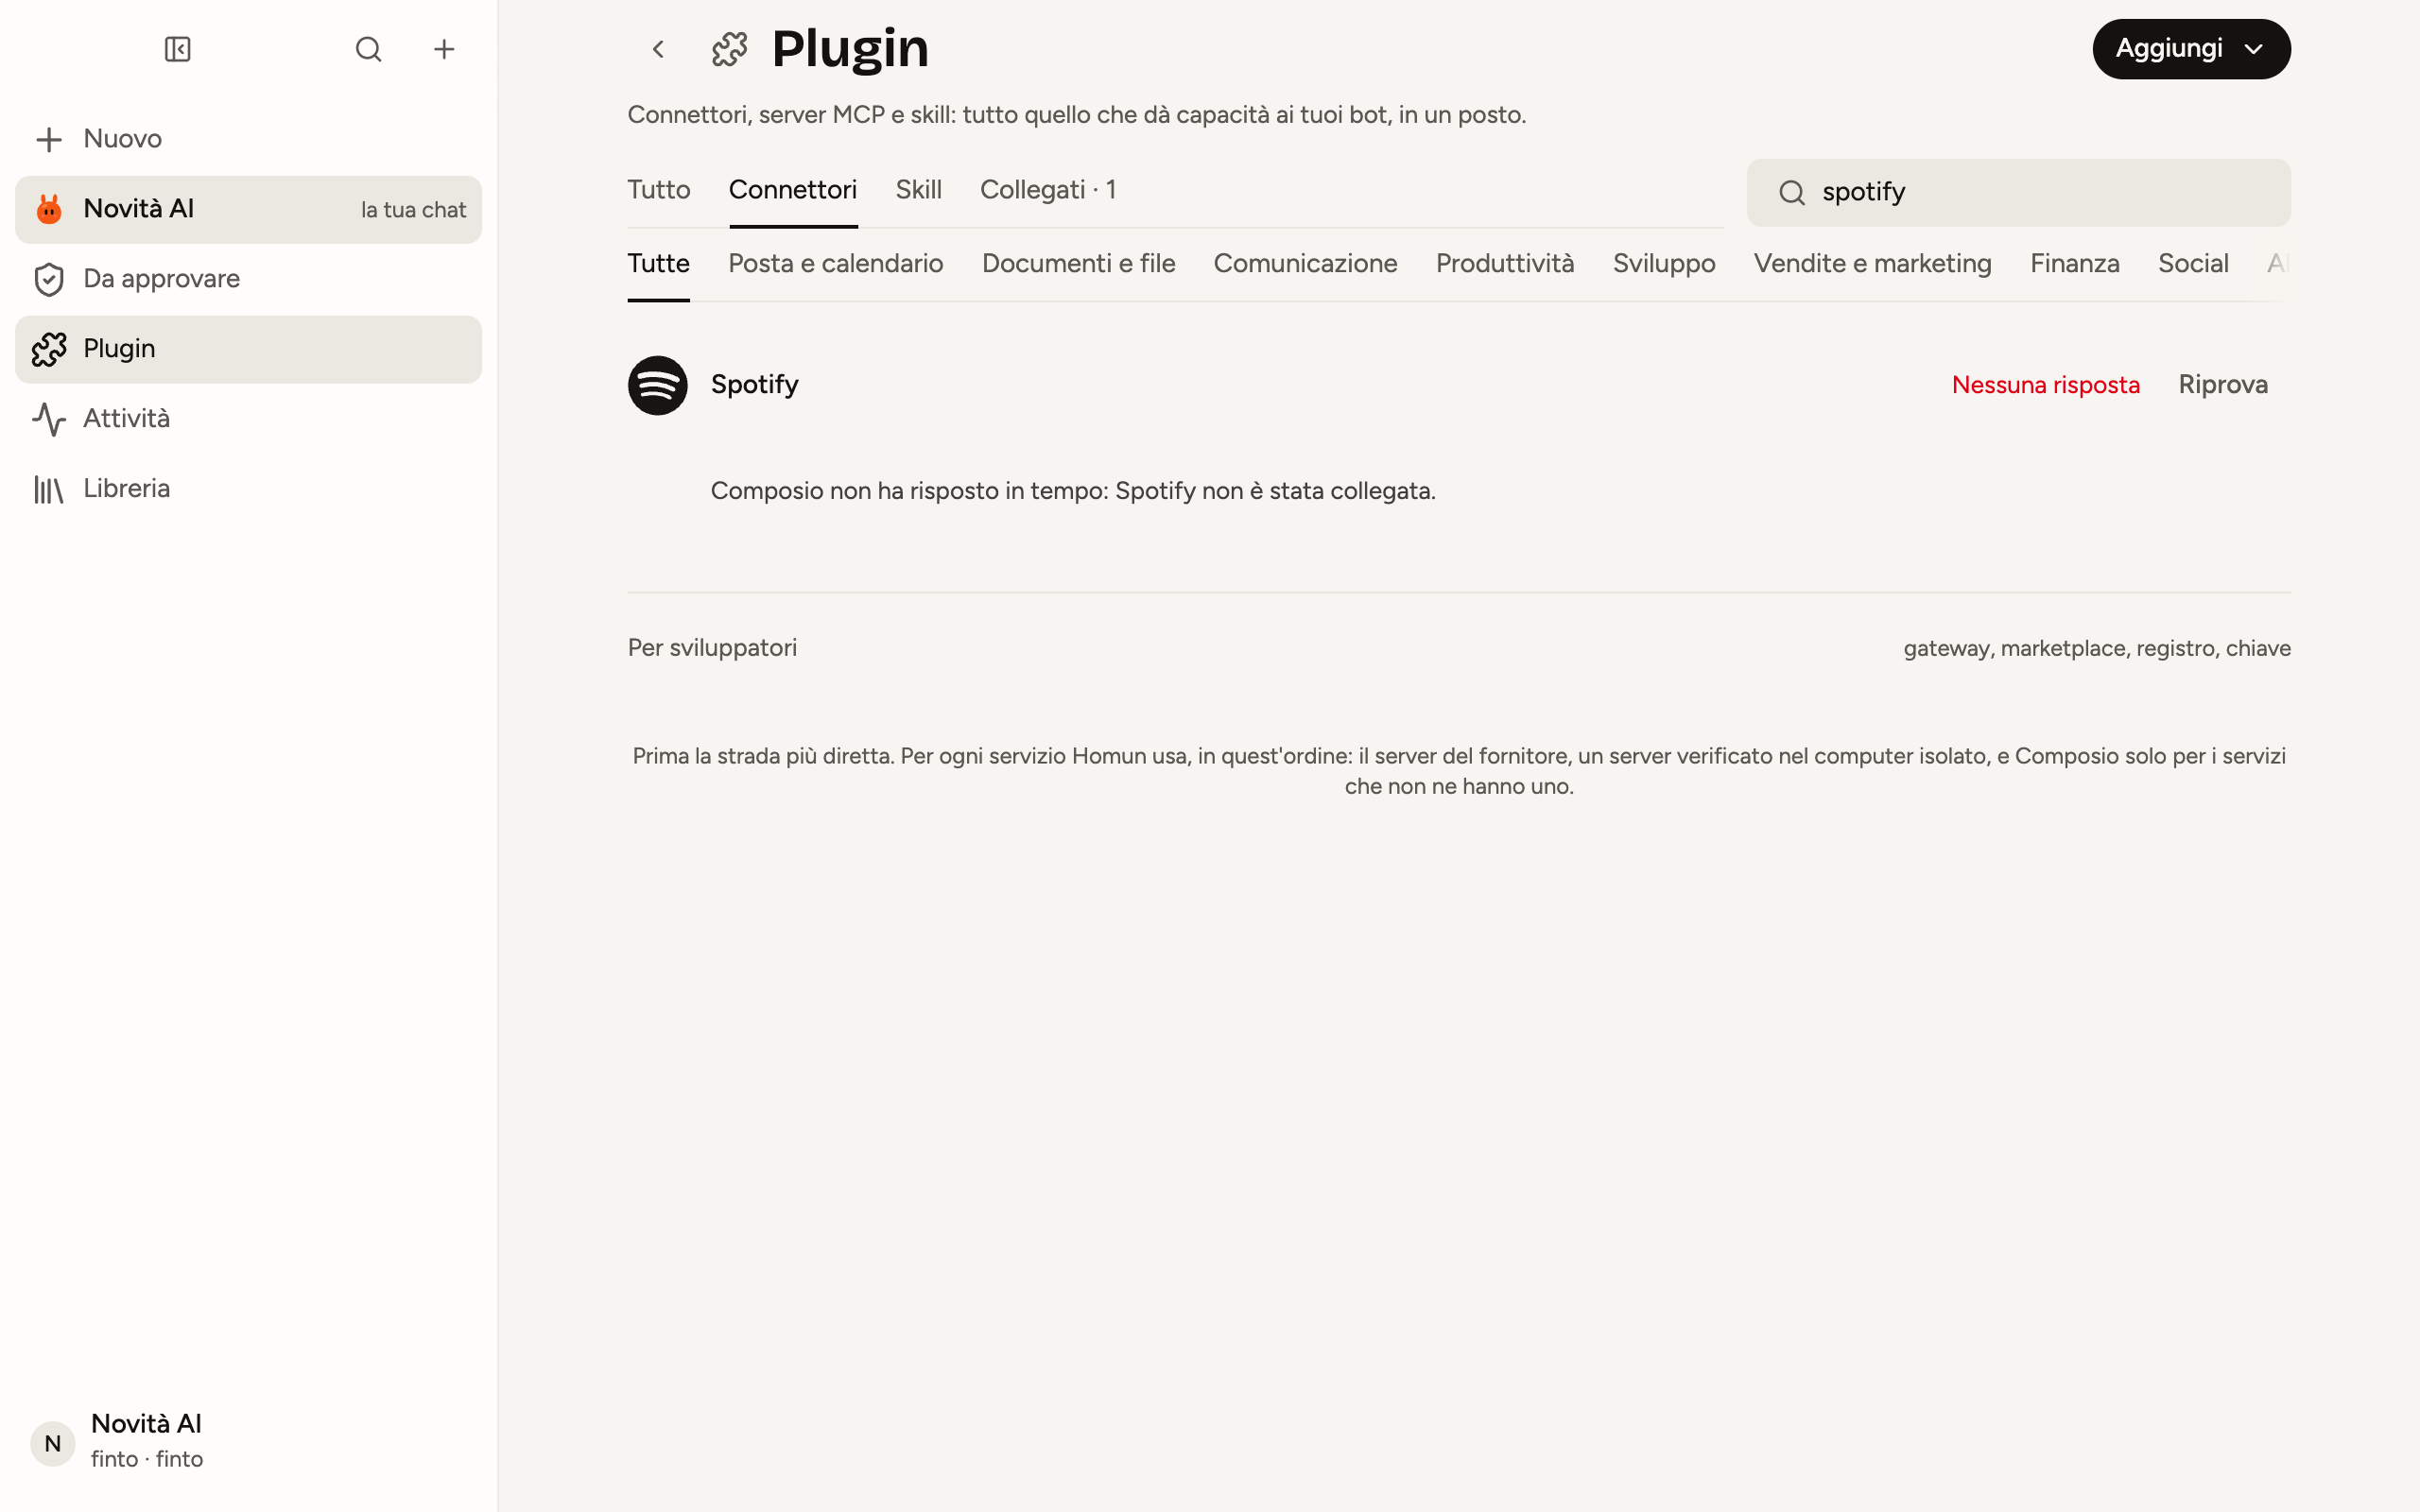 Plugin
Aggiungi
Connettori, server MCP e skill: tutto quello che dà capacità ai tuoi bot, in un posto.
Nuovo
Novità AI
la tua chat
Da approvare
Plugin
Attività
Libreria
Tutto
Connettori
Skill
Collegati · 1
spotify
Tutte
Posta e calendario
Documenti e file
Comunicazione
Produttività
Sviluppo
Vendite e marketing
Finanza
Social
Spotify
Nessuna risposta
Riprova
Composio non ha risposto in tempo: Spotify non è stata collegata.
Per sviluppatori
gateway, marketplace, registro, chiave
Prima la strada più diretta. Per ogni servizio Homun usa, in quest'ordine: il server del fornitore, un server verificato nel computer isolato, e Composio solo per i servizi
che non ne hanno uno.
N
Novità AI
finto · finto